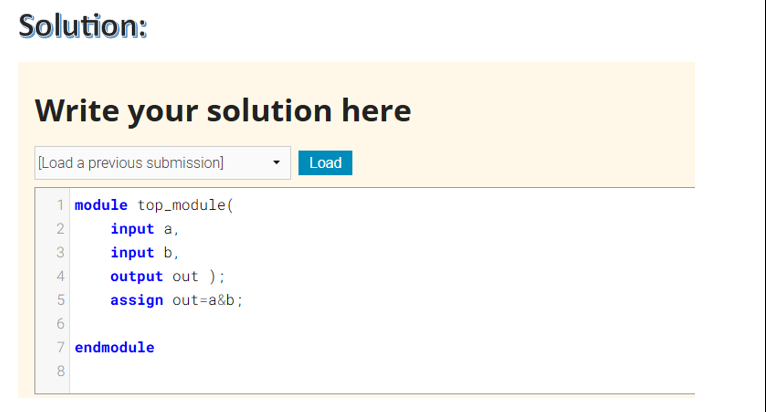 Solution:
Write your solution here
[Load a previous submission] Load
1 module top_module(
2 input a,
3 input b,
4 output out );
5 assign out=a&b;
6
7 endmodule
8